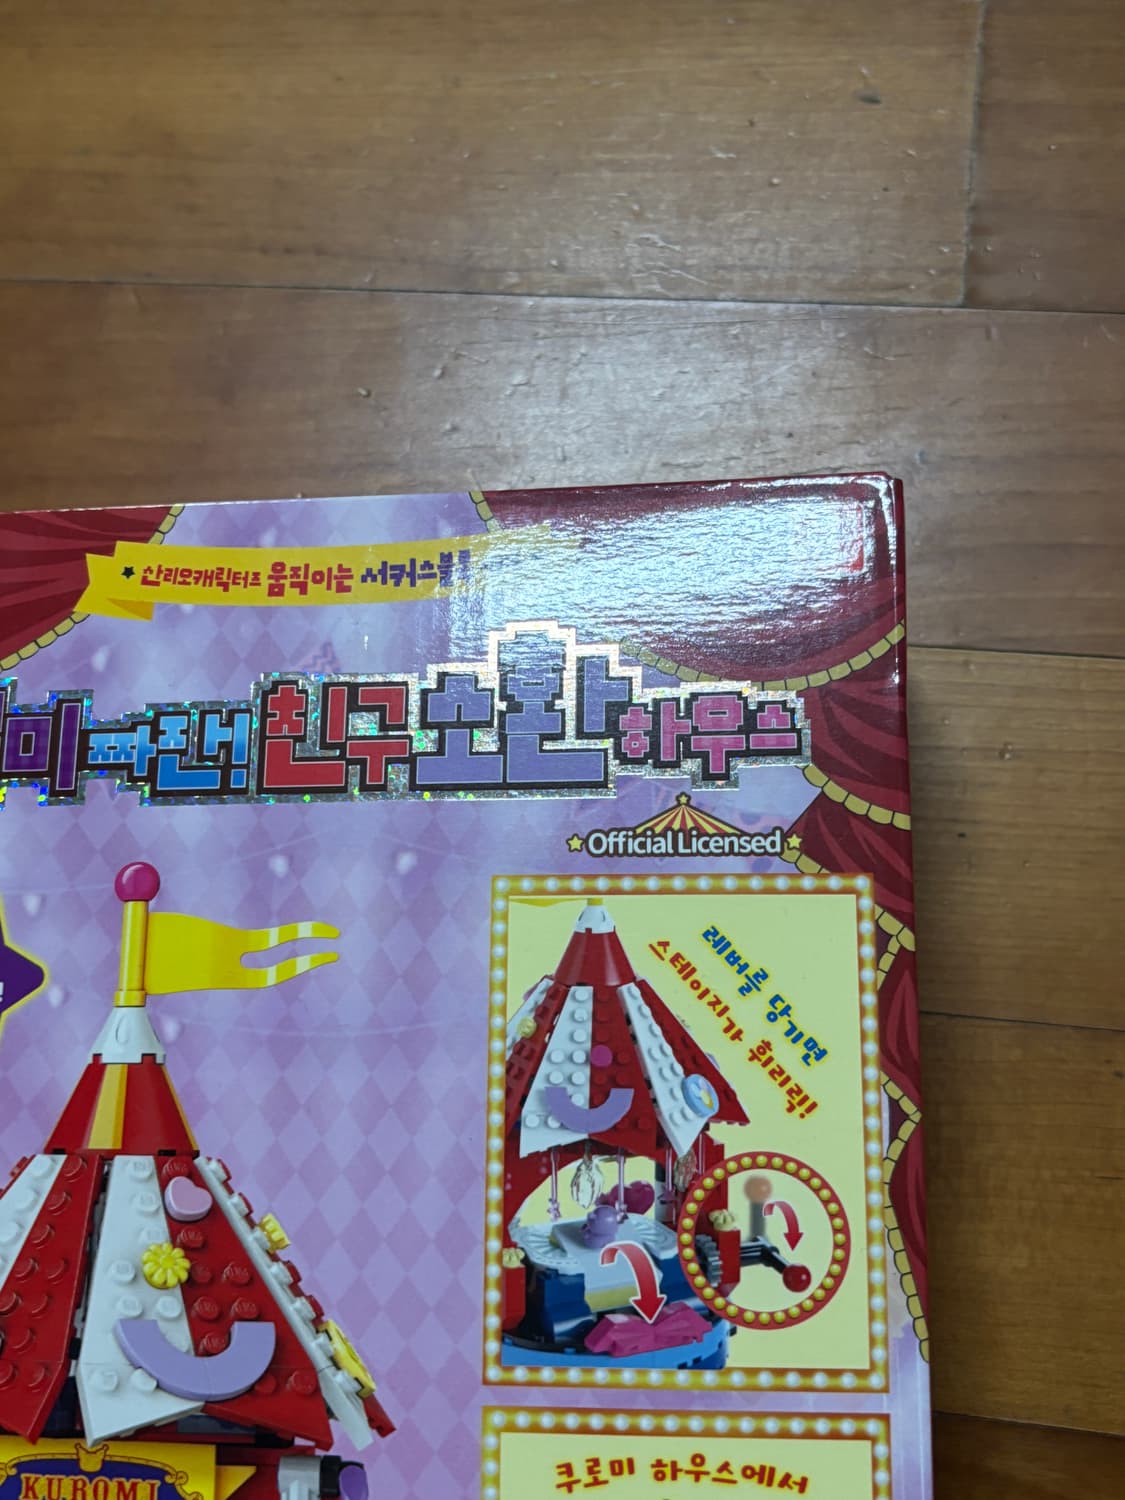 산리오캐릭터즈 움직이는 서커스블
미 짜잔! 친구소환 하우스
Official Licensed
레버를 당기면
스테이지가 휘리릭!
쿠로미 하우스에서
KUROMI